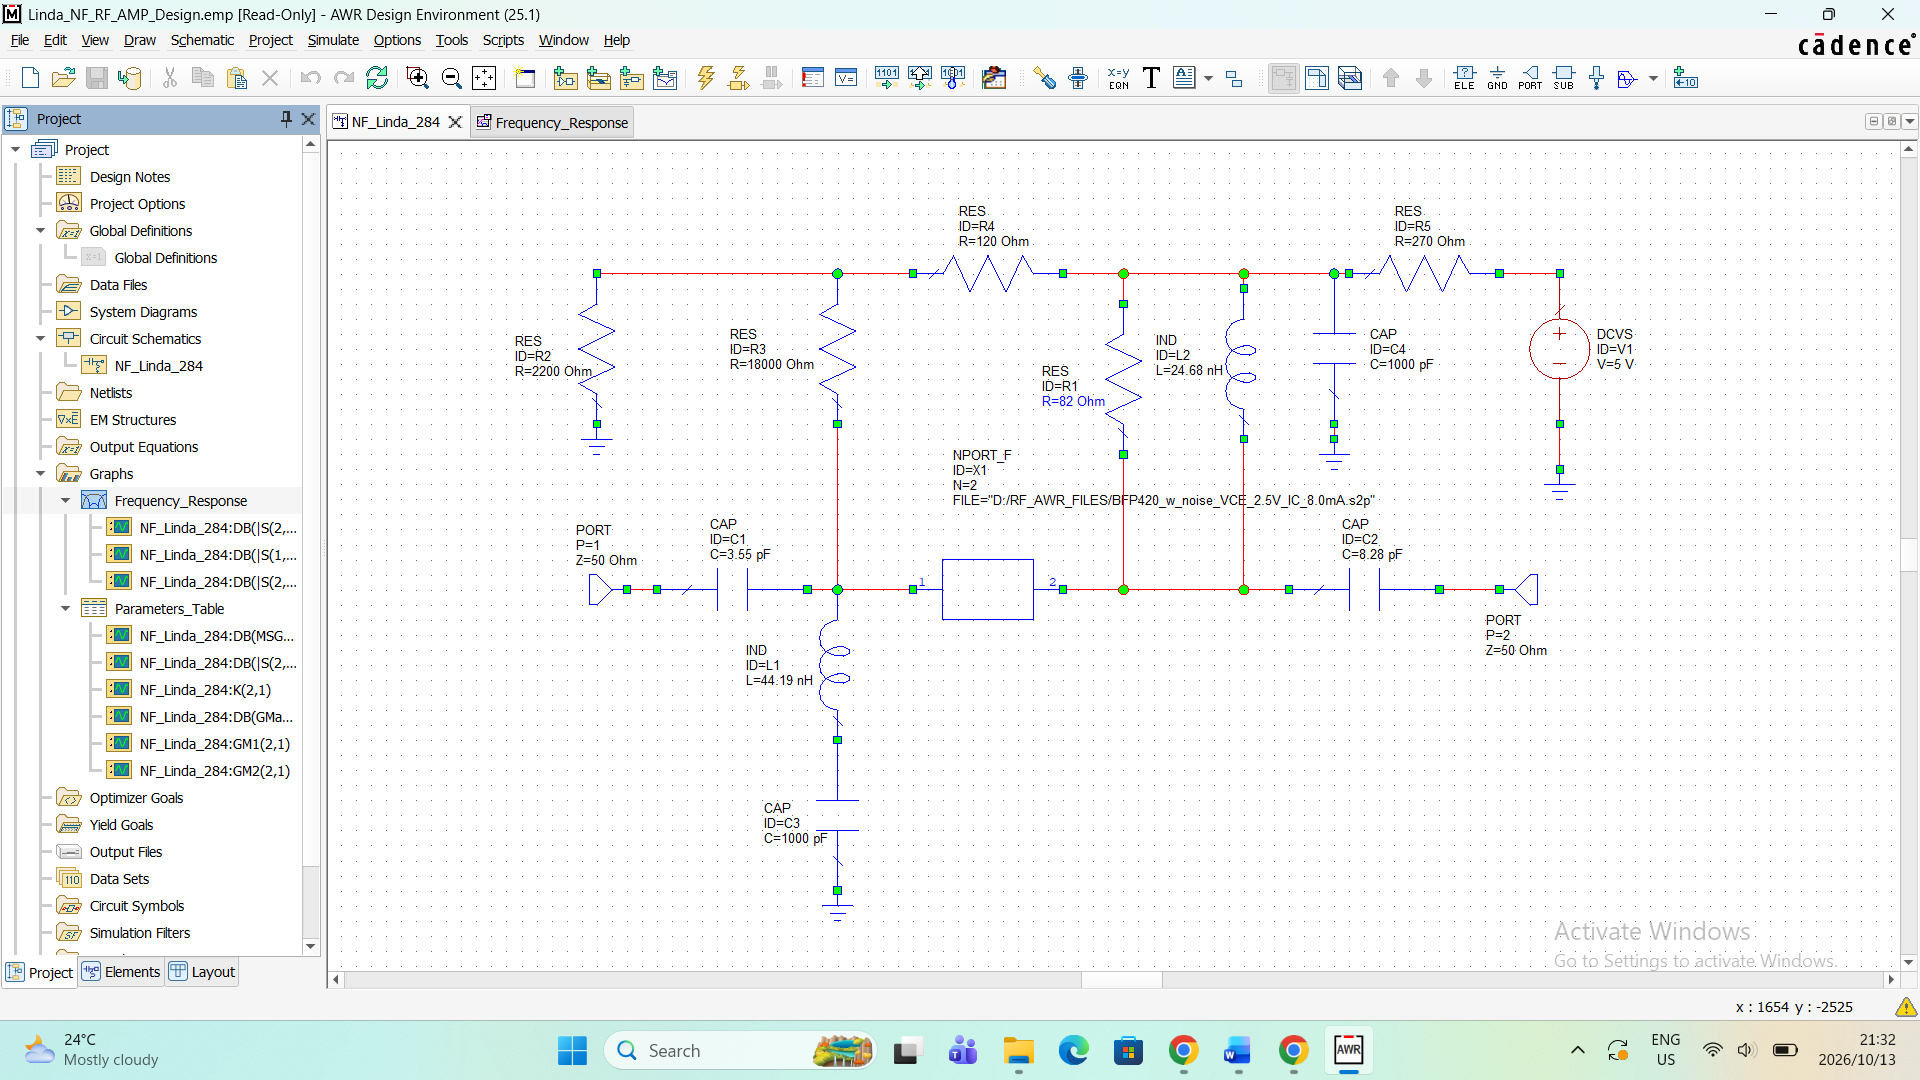 Linda_NF_RF_AMP_Design.emp [Read-Only] - AWR Design Environment (25.1)
File Edit View Draw Schematic Project Simulate Options Tools Scripts Window Help
cādence
X=Y
EQN
ELE
GND
PORT
SUB
Project
NF_Linda_284
Frequency_Response
Project
Design Notes
Project Options
Global Definitions
Global Definitions
Data Files
System Diagrams
Circuit Schematics
NF_Linda_284
Netlists
EM Structures
Output Equations
Graphs
Frequency_Response
NF_Linda_284:DB(|S(2,...
NF_Linda_284:DB(|S(1,...
NF_Linda_284:DB(|S(2,...
Parameters_Table
NF_Linda_284:DB(MSG...
NF_Linda_284:DB(|S(2,...
NF_Linda_284:K(2,1)
NF_Linda_284:DB(GMa...
NF_Linda_284:GM1(2,1)
NF_Linda_284:GM2(2,1)
Optimizer Goals
Yield Goals
Output Files
Data Sets
Circuit Symbols
Simulation Filters
Project Elements Layout
RES
ID=R4
R=120 Ohm
RES
ID=R5
R=270 Ohm
RES
ID=R2
R=2200 Ohm
RES
ID=R3
R=18000 Ohm
RES
ID=R1
R=82 Ohm
IND
ID=L2
L=24.68 nH
CAP
ID=C4
C=1000 pF
DCVS
ID=V1
V=5 V
NPORT_F
ID=X1
N=2
FILE="D:/RF_AWR_FILES/BFP420_w_noise_VCE_2.5V_IC_8.0mA.s2p"
PORT
P=1
Z=50 Ohm
CAP
ID=C1
C=3.55 pF
1
2
CAP
ID=C2
C=8.28 pF
PORT
P=2
Z=50 Ohm
IND
ID=L1
L=44.19 nH
CAP
ID=C3
C=1000 pF
Activate Windows
Go to Settings to activate Windows.
x : 1654 y : -2525
24°C
Mostly cloudy
Search
AWR
ENG
US
21:32
2026/10/13